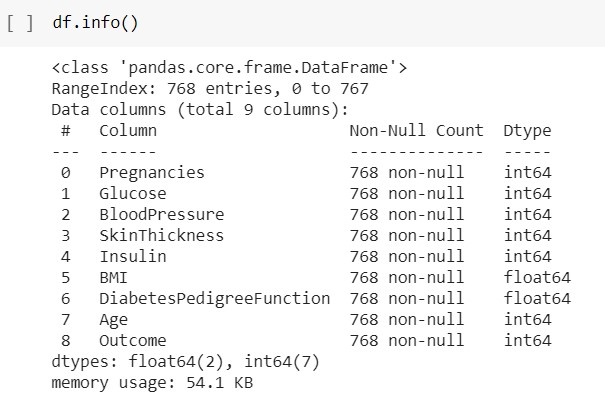 [ ] df.info()
<class 'pandas.core.frame.DataFrame'>
RangeIndex: 768 entries, 0 to 767
Data columns (total 9 columns):
 #   Column                    Non-Null Count  Dtype
---  ------                    --------------  -----
 0   Pregnancies               768 non-null    int64
 1   Glucose                   768 non-null    int64
 2   BloodPressure             768 non-null    int64
 3   SkinThickness             768 non-null    int64
 4   Insulin                   768 non-null    int64
 5   BMI                       768 non-null    float64
 6   DiabetesPedigreeFunction  768 non-null    float64
 7   Age                       768 non-null    int64
 8   Outcome                   768 non-null    int64
dtypes: float64(2), int64(7)
memory usage: 54.1 KB